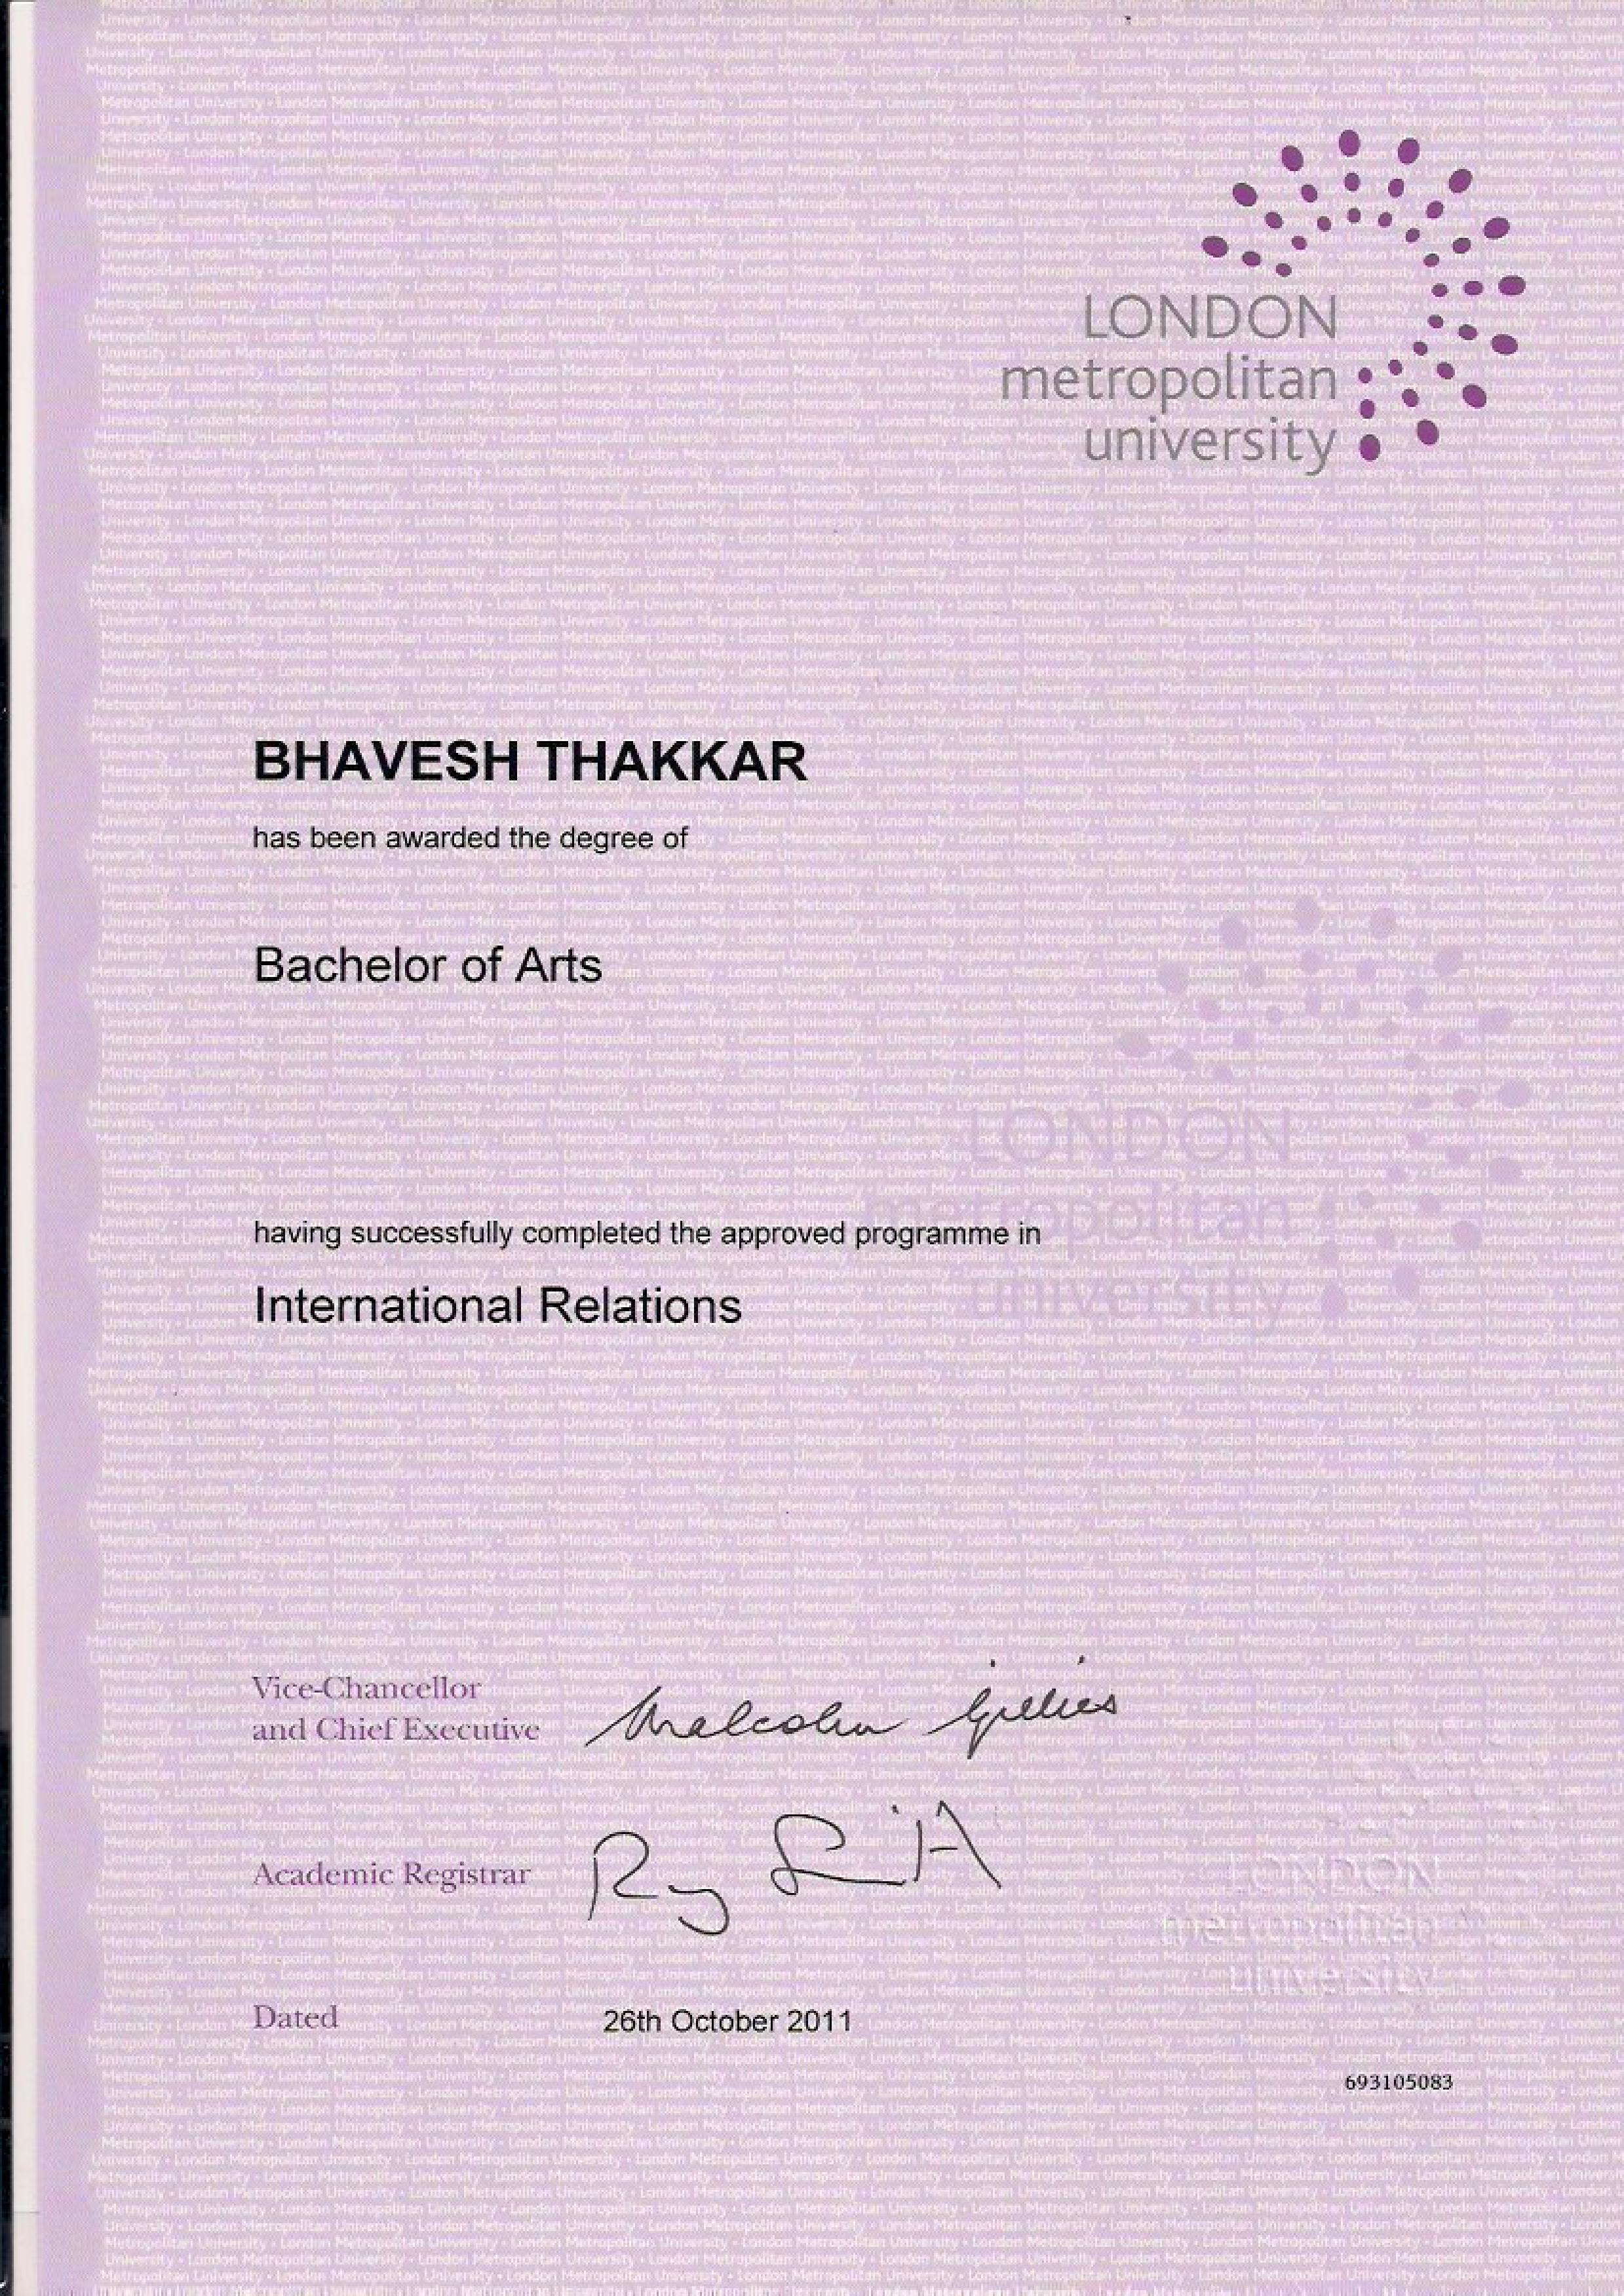 LONDON
metropolitan
university
BHAVESH THAKKAR
has been awarded the degree of
Bachelor of Arts
LONDON
metropolitan
university
having successfully completed the approved programme in
International Relations
Vice-Chancellor
and Chief Executive Malcolm Gillies
Academic Registrar
LONDON
metropolitan
university
Dated 26th October 2011
693105083